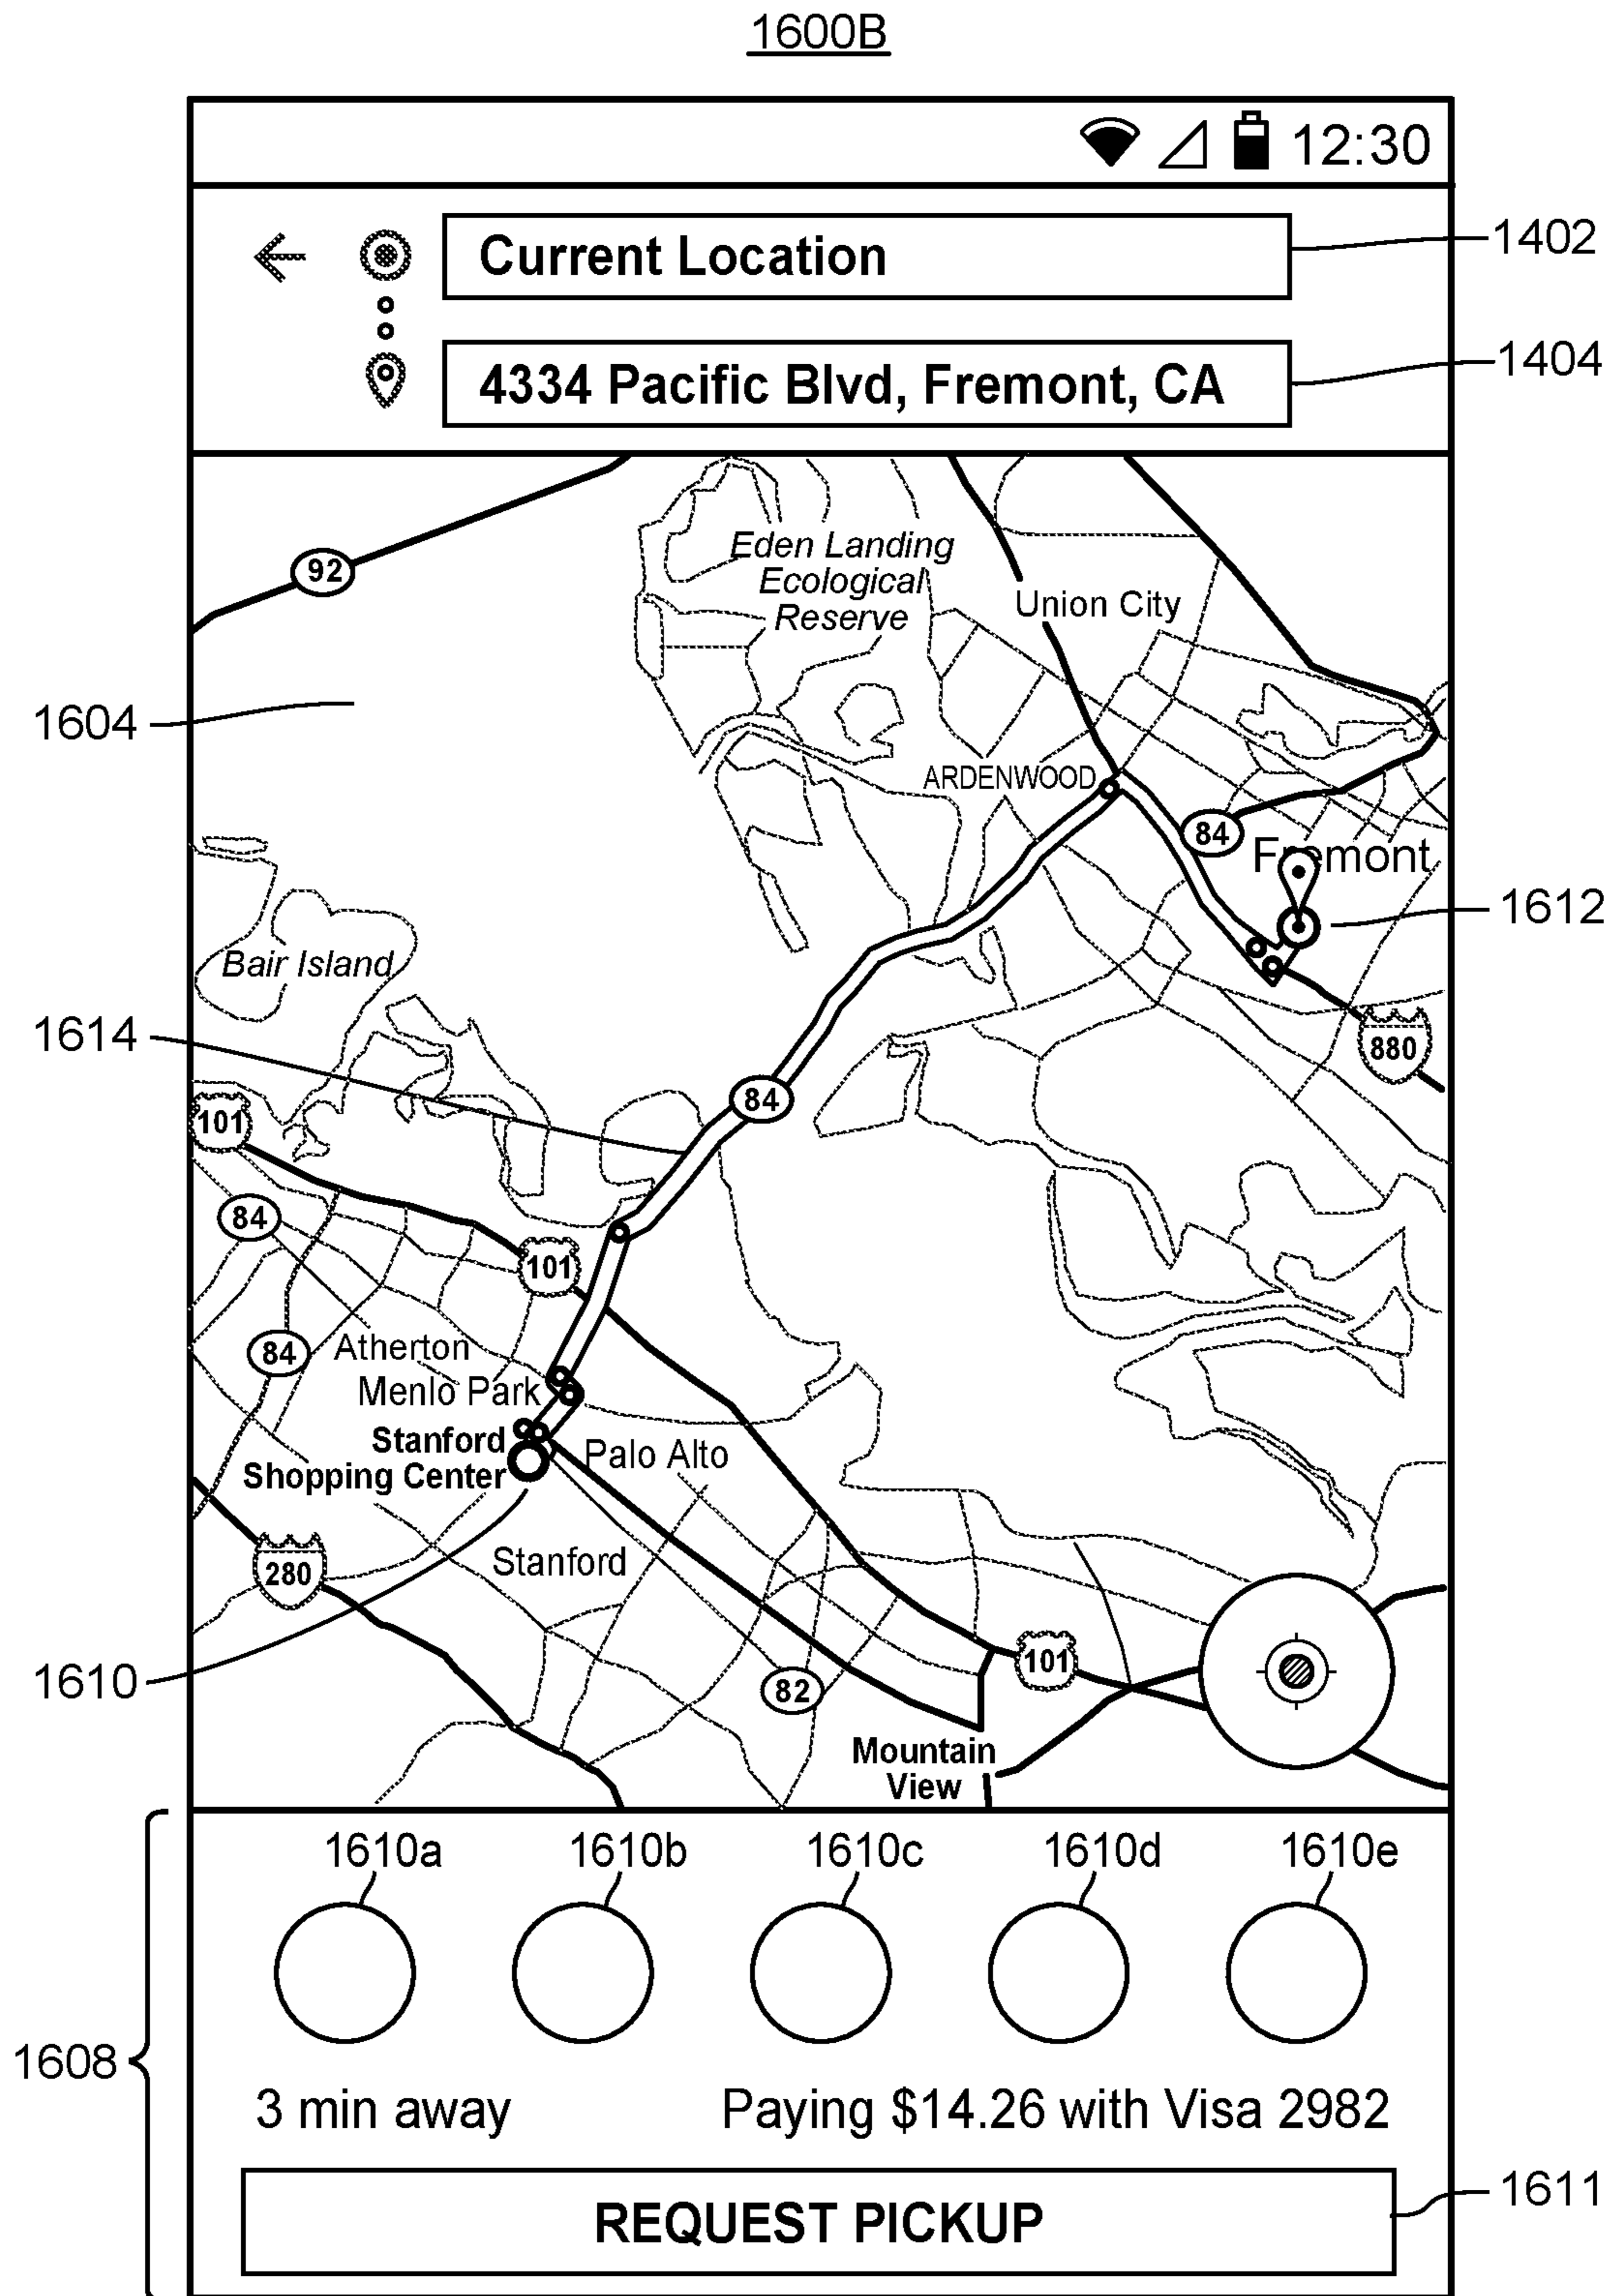 1600B
12:30
Current Location
1402
4334 Pacific Blvd, Fremont, CA
1404
Eden Landing
Ecological
Reserve
92
Union City
1604
ARDENWOOD
84
Fremont
1612
Bair Island
1614
880
84
101
84
101
84
Atherton
Menlo Park
Stanford
Shopping Center
Palo Alto
Stanford
280
101
1610
82
Mountain
View
1610a
1610b
1610c
1610d
1610e
1608
3 min away
Paying $14.26 with Visa 2982
REQUEST PICKUP
1611